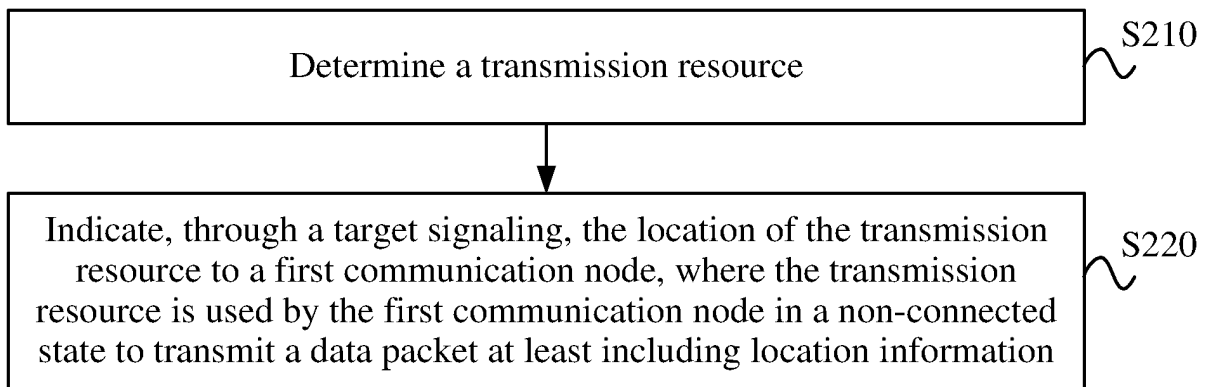 Determine a transmission resource
S210
Indicate, through a target signaling, the location of the transmission
resource to a first communication node, where the transmission
resource is used by the first communication node in a non-connected
state to transmit a data packet at least including location information
S220